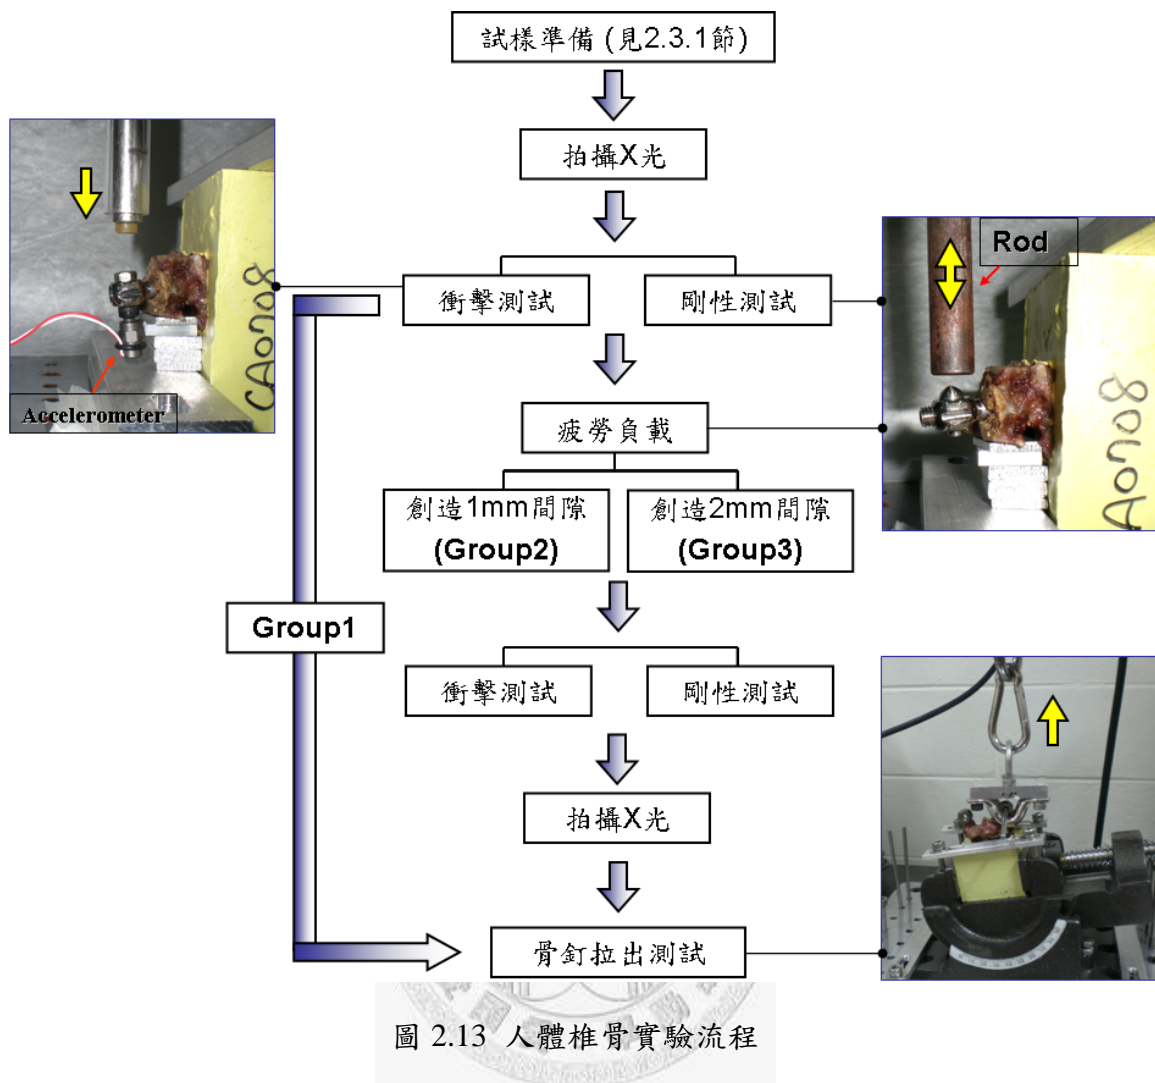 試樣準備 (見2.3.1節)
拍攝X光
衝擊測試
剛性測試
Accelerometer
CA0708
Rod
A0708
疲勞負載
創造1mm間隙
(Group2)
創造2mm間隙
(Group3)
Group1
衝擊測試
剛性測試
拍攝X光
骨釘拉出測試
圖 2.13 人體椎骨實驗流程